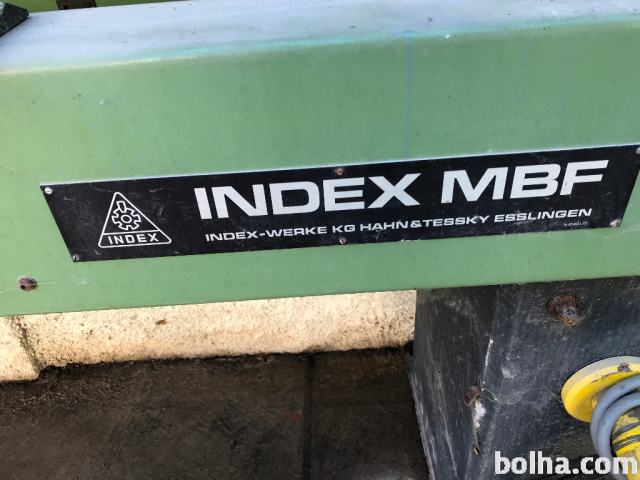 INDEX MBF
INDEX
INDEX-WERKE KG HAHN & TESSKY ESSLINGEN
bolha.com